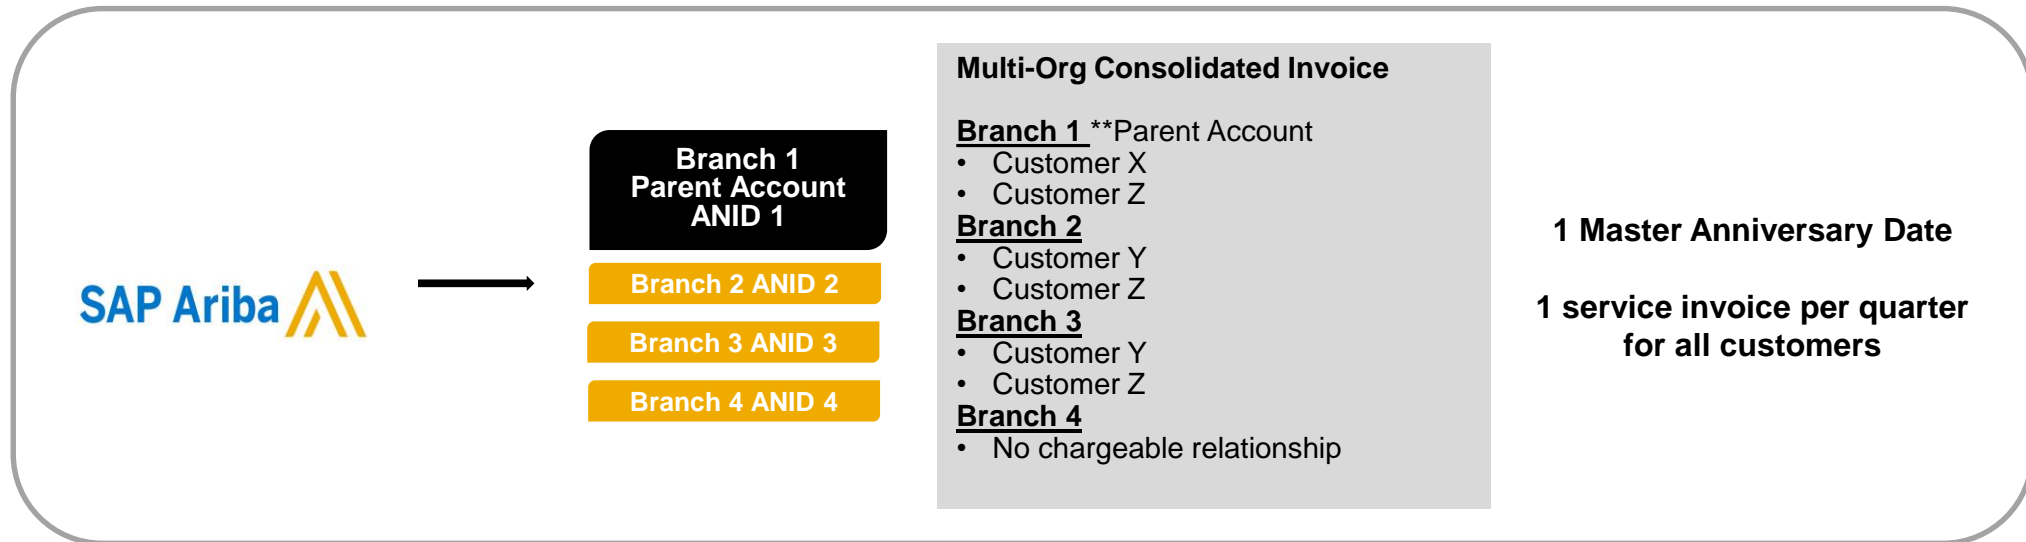 SAP Ariba
Branch 1
Parent Account
ANID 1
Branch 2 ANID 2
Branch 3 ANID 3
Branch 4 ANID 4
Multi-Org Consolidated Invoice
Branch 1 **Parent Account
• Customer X
• Customer Z
Branch 2
• Customer Y
• Customer Z
Branch 3
• Customer Y
• Customer Z
Branch 4
• No chargeable relationship
1 Master Anniversary Date
1 service invoice per quarter
for all customers